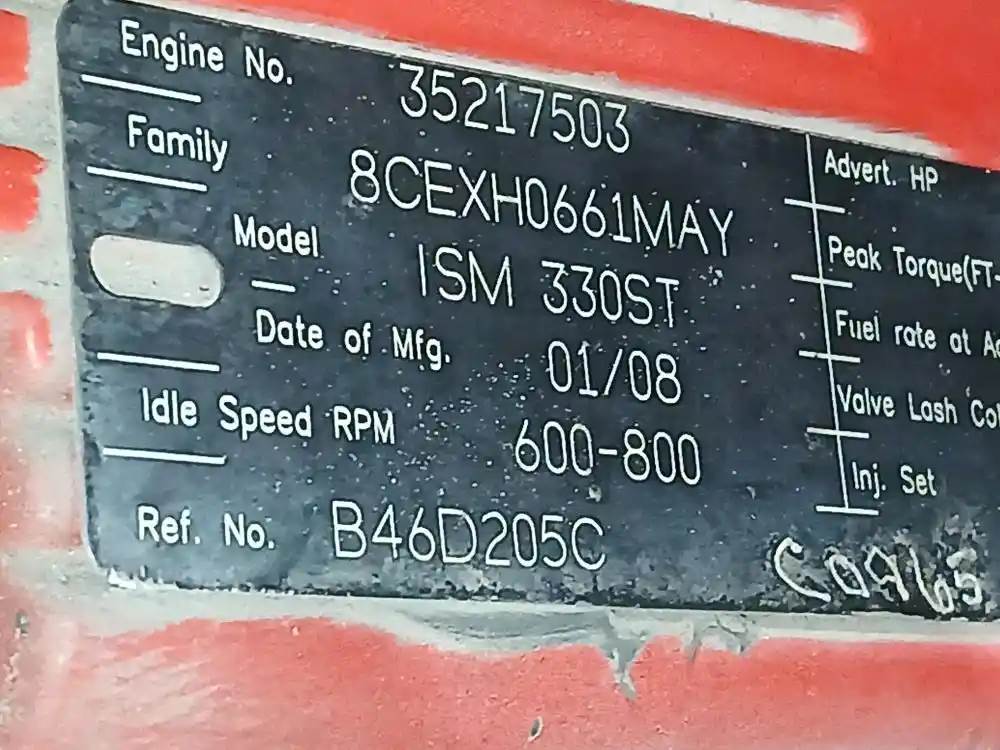 Engine No. 35217503
Family 8CEXH0661MAY
Model ISM 330ST
Date of Mfg. 01/08
Idle Speed RPM 600-800
Ref. No. B46D205C
Advert. HP
Peak Torque(FT-
Fuel rate at
Valve Lash Co
Inj. Set